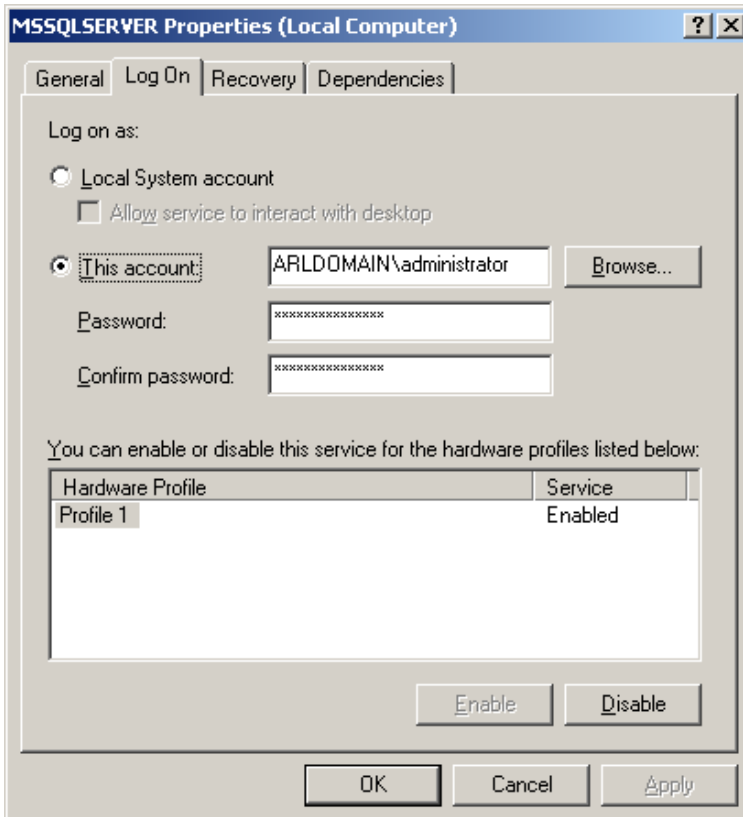 MSSQLSERVER Properties (Local Computer)
General Log On Recovery Dependencies
Log on as:
Local System account
Allow service to interact with desktop
This account: ARLDOMAIN\administrator Browse...
Password: ***************
Confirm password: ***************
You can enable or disable this service for the hardware profiles listed below:
Hardware Profile Service
Profile 1 Enabled
Enable Disable
OK Cancel Apply